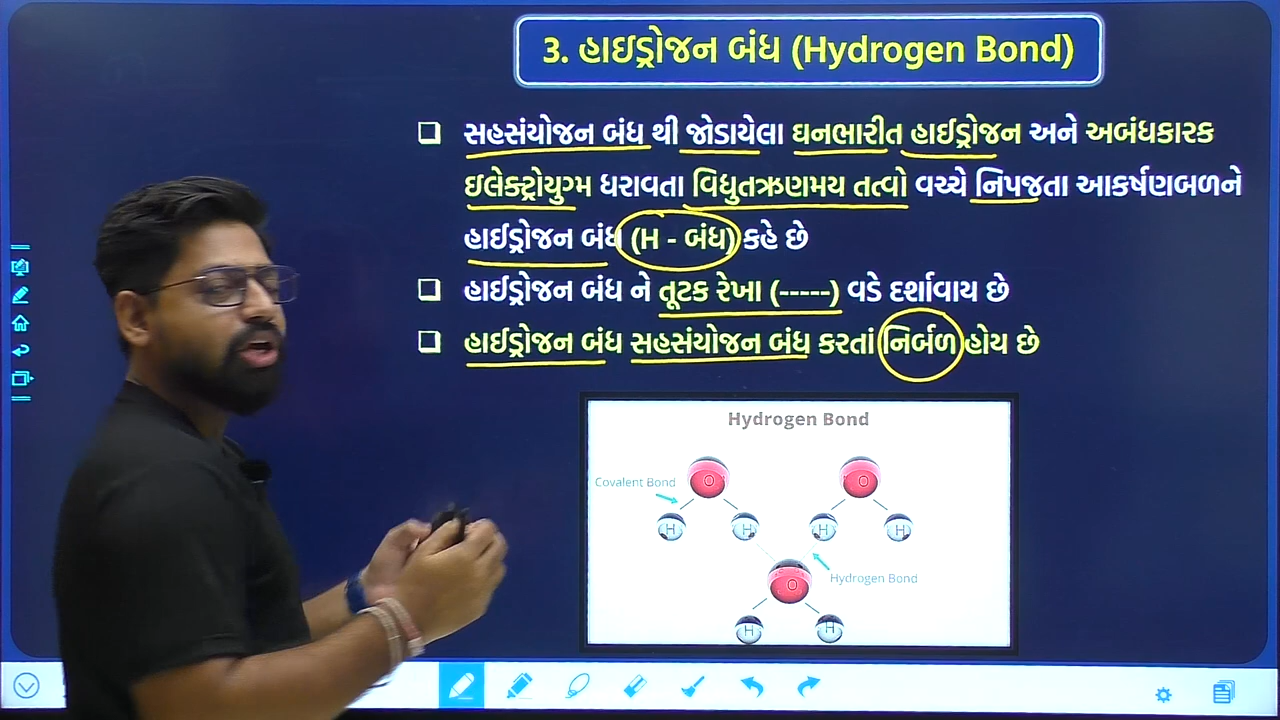 3. હાઇડ્રોજન બંધ (Hydrogen Bond)
સહસંયોજન બંધ થી જોડાયેલા ઘનભારીત હાઈડ્રોજન અને અબંધકારક
ઇલેક્ટ્રોયુગ્મ ધરાવતા વિદ્યુતઋણમય તત્વો વચ્ચે નિપજતા આકર્ષણબળને
હાઈડ્રોજન બંધ (H - બંધ) કહે છે
હાઈડ્રોજન બંધ ને તૂટક રેખા (-----) વડે દર્શાવાય છે
હાઈડ્રોજન બંધ સહસંયોજન બંધ કરતાં નિર્બળ હોય છે
Hydrogen Bond
Covalent Bond
O O
H H H H
O
Hydrogen Bond
H H